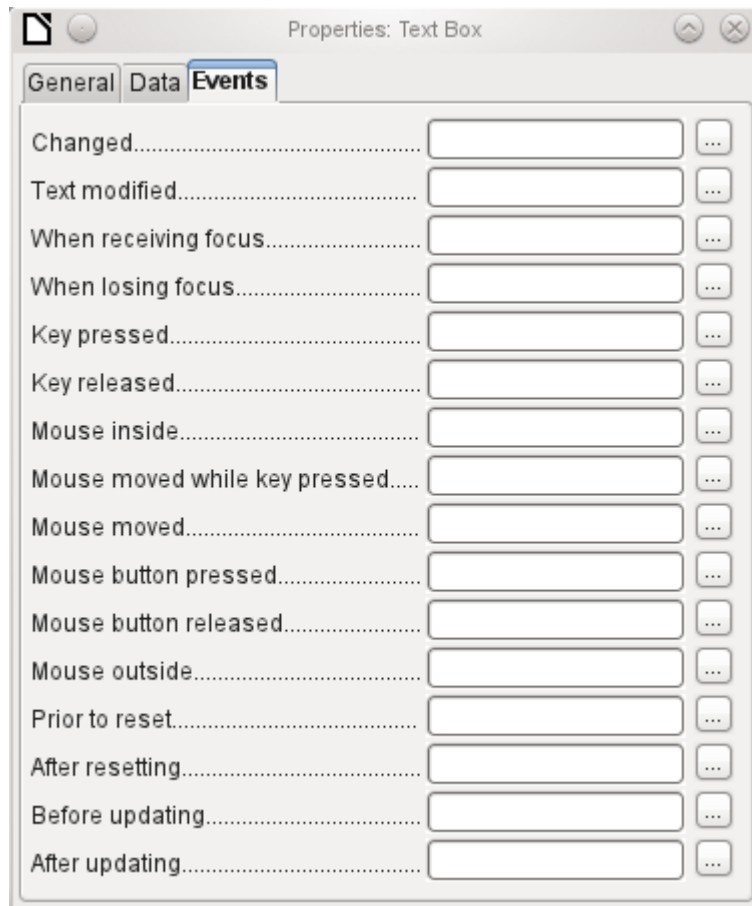 Properties: Text Box
General Data Events
Changed................................................ ...
Text modified........................................ ...
When receiving focus.......................... ...
When losing focus............................... ...
Key pressed.......................................... ...
Key released......................................... ...
Mouse inside........................................ ...
Mouse moved while key pressed..... ...
Mouse moved....................................... ...
Mouse button pressed........................ ...
Mouse button released....................... ...
Mouse outside...................................... ...
Prior to reset......................................... ...
After resetting........................................ ...
Before updating.................................... ...
After updating........................................ ...